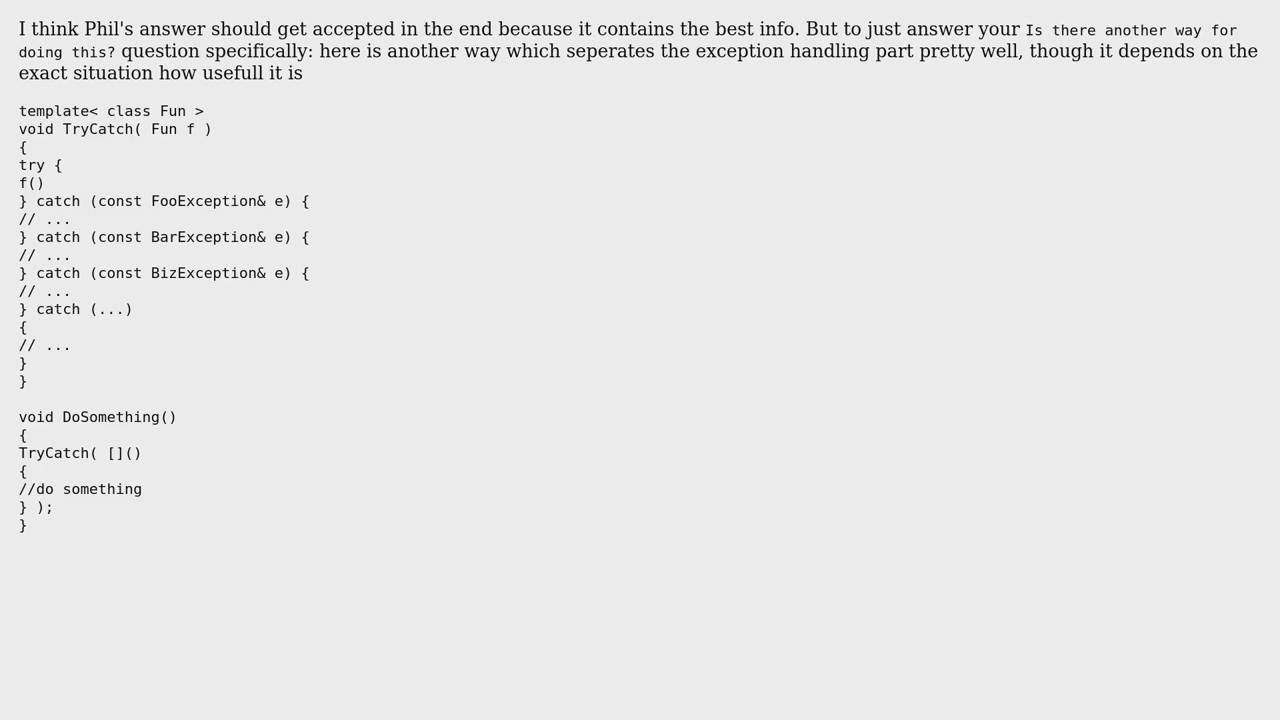 I think Phil's answer should get accepted in the end because it contains the best info. But to just answer your Is there another way for
doing this? question specifically: here is another way which seperates the exception handling part pretty well, though it depends on the
exact situation how usefull it is
template< class Fun >
void TryCatch( Fun f )
{
try {
f()
} catch (const FooException& e) {
// ...
} catch (const BarException& e) {
// ...
} catch (const BizException& e) {
// ...
} catch (...)
{
// ...
}
}
void DoSomething()
{
TryCatch( []()
{
//do something
} );
}